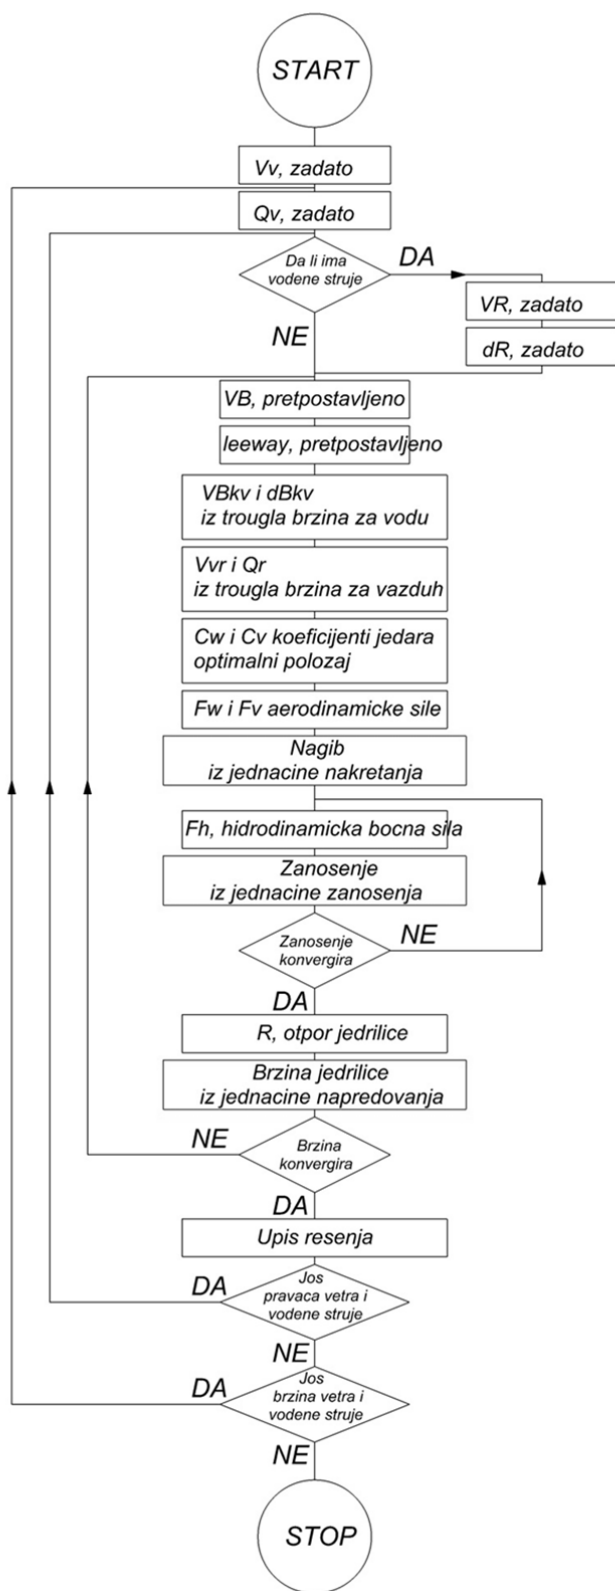 START
Vv, zadato
Qv, zadato
Da li ima
vodene struje
DA
VR, zadato
dR, zadato
NE
VB, pretpostavljeno
leeway, pretpostavljeno
VBkv i dBkv
iz trougla brzina za vodu
Vvr i Qr
iz trougla brzina za vazduh
Cw i Cv koeficijenti jedara
optimalni polozaj
Fw i Fv aerodinamicke sile
Nagib
iz jednacine nakretanja
Fh, hidrodinamicka bocna sila
Zanosenje
iz jednacine zanosenja
Zanosenje
konvergira
NE
DA
R, otpor jedrilice
Brzina jedrilice
iz jednacine napredovanja
NE
Brzina
konvergira
DA
Upis resenja
DA
Jos
pravaca vetra i
vodene struje
NE
DA
Jos
brzina vetra i
vodene struje
NE
STOP